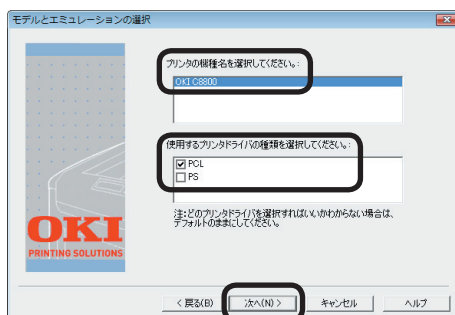 モデルとエミュレーションの選択
プリンタの機種名を選択してください。:
OKI C8800
使用するプリンタドライバの種類を選択してください。:
PCL
PS
注:どのプリンタドライバを選択すればいいかわからない場合は、
デフォルトのままにしてください。
OKI
PRINTING SOLUTIONS
< 戻る(B)
次へ(N) >
キャンセル
ヘルプ